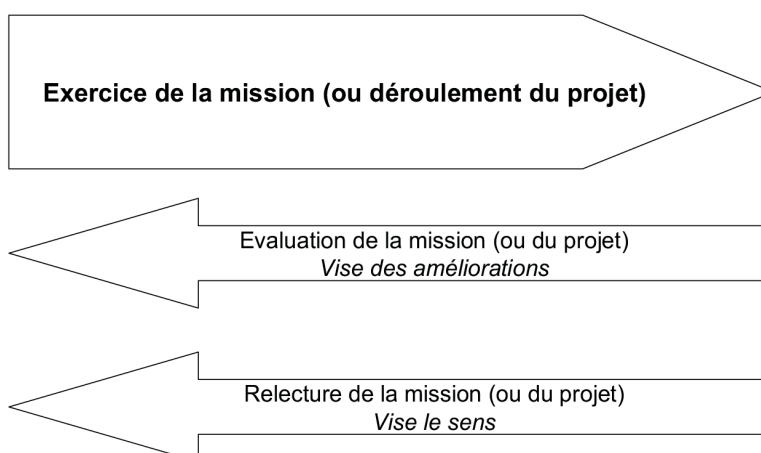 Exercice de la mission (ou déroulement du projet)
Evaluation de la mission (ou du projet)
Vise des améliorations
Relecture de la mission (ou du projet)
Vise le sens